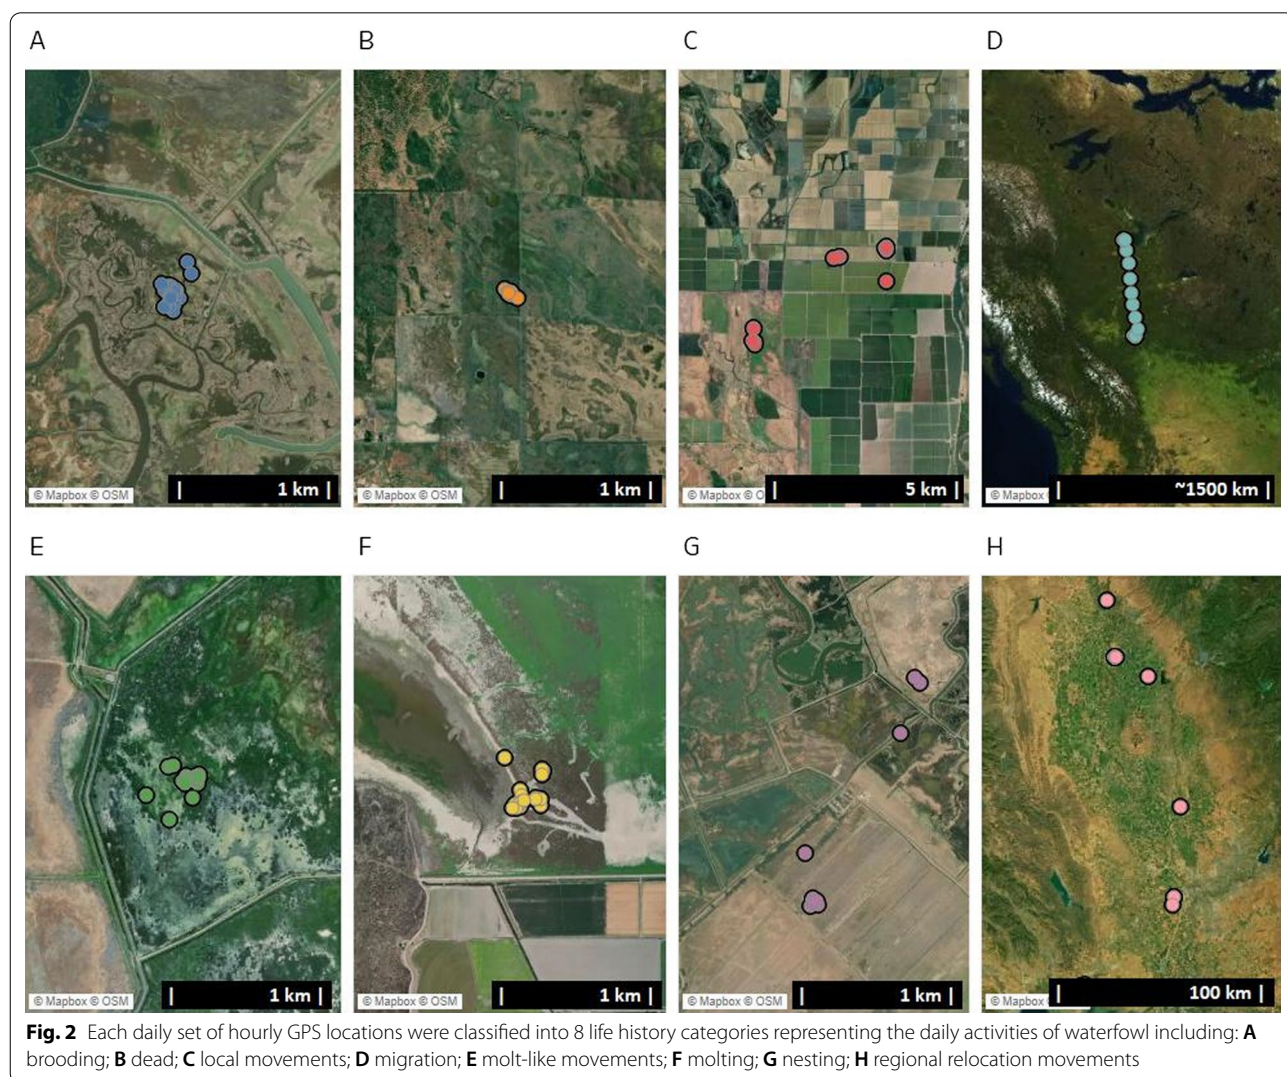 A
B
C
D
© Mapbox © OSM
1 km
© Mapbox © OSM
1 km
© Mapbox © O
5 km
© Mapbox
~1500 km
E
F
G
H
© Mapbox © OSM
1 km
© Mapbox © OSM
1 km
© Mapbox © OSM
1 km
© Mapbox
100 km
Fig. 2 Each daily set of hourly GPS locations were classified into 8 life history categories representing the daily activities of waterfowl including: A
brooding; B dead; C local movements; D migration; E molt-like movements; F molting; G nesting; H regional relocation movements